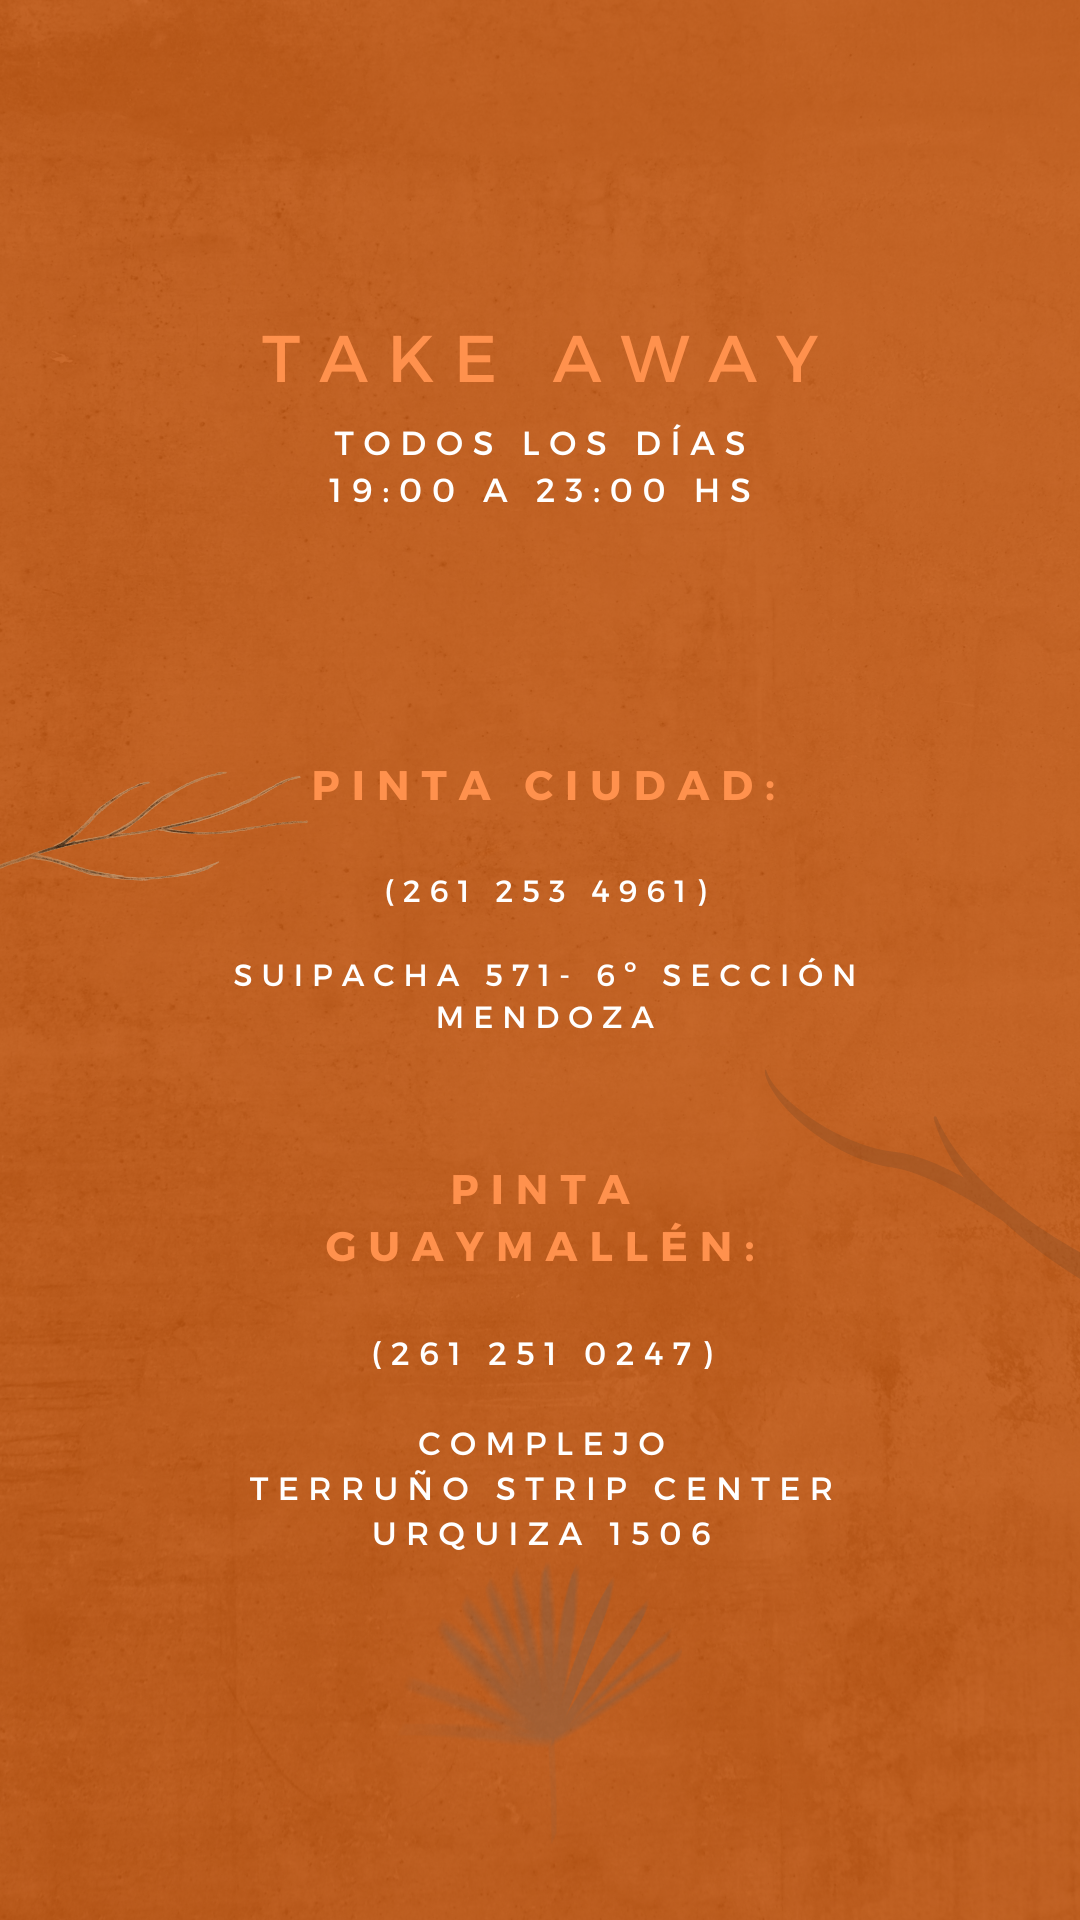 TAKE AWAY
TODOS LOS DÍAS
19:00 A 23:00 HS
PINTA CIUDAD:
(261 253 4961)
SUIPACHA 571- 6º SECCIÓN
MENDOZA
PINTA
GUAYMALLÉN:
(261 251 0247)
COMPLEJO
TERRUÑO STRIP CENTER
URQUIZA 1506